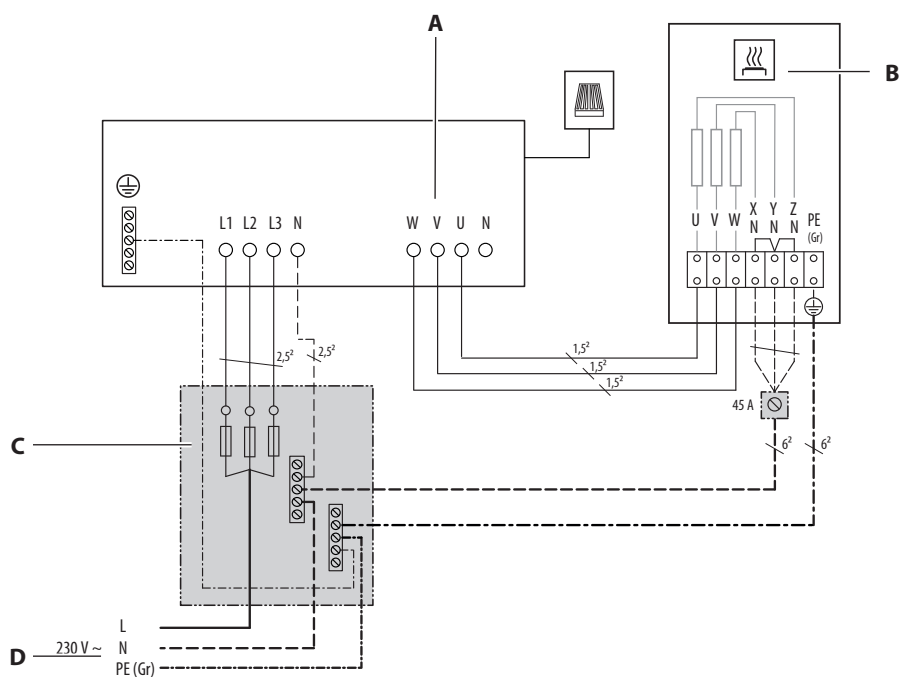 A
B
L1 L2 L3 N
W V U N
U V W X Y Z PE
N N N (Gr)
2,5²
2,5²
1,5²
1,5²
1,5²
45 A
6²
6²
C
D
230 V ~
L
N
PE (Gr)